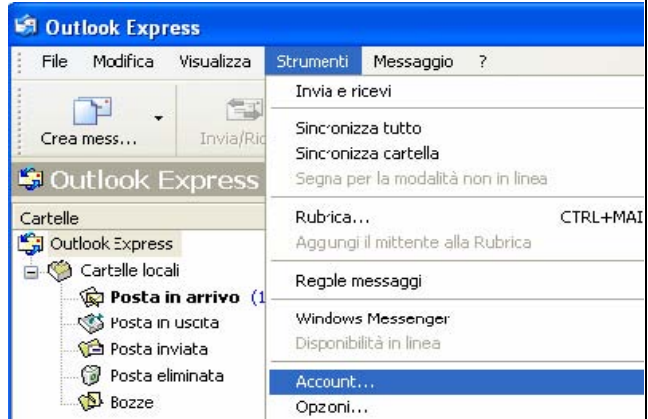 Outlook Express
File Modifica Visualizza Strumenti Messaggio ?
Crea mess... Invia/Ric
Outlook Express
Cartelle
Outlook Express
Cartelle locali
Posta in arrivo (1
Posta in uscita
Posta inviata
Posta eliminata
Bozze
Invia e ricevi
Sincronizza tutto
Sincronizza cartella
Segna per la modalità non in linea
Rubrica... CTRL+MAI
Aggungi il mittente alla Rubrica
Regole messaggi
Windows Messenger
Disponibilità in linea
Account...
Opzoni...